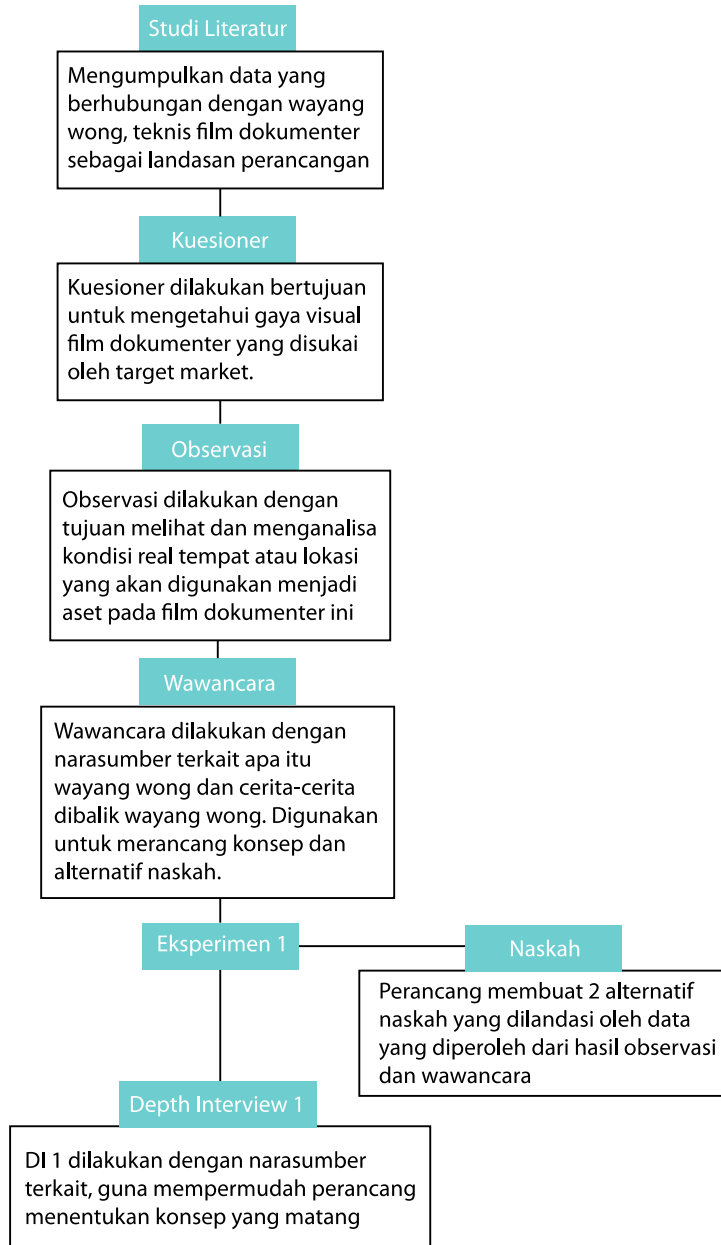 Studi Literatur
Mengumpulkan data yang
berhubungan dengan wayang
wong, teknis film dokumenter
sebagai landasan perancangan
Kuesioner
Kuesioner dilakukan bertujuan
untuk mengetahui gaya visual
film dokumenter yang disukai
oleh target market.
Observasi
Observasi dilakukan dengan
tujuan melihat dan menganalisa
kondisi real tempat atau lokasi
yang akan digunakan menjadi
aset pada film dokumenter ini
Wawancara
Wawancara dilakukan dengan
narasumber terkait apa itu
wayang wong dan cerita-cerita
dibalik wayang wong. Digunakan
untuk merancang konsep dan
alternatif naskah.
Eksperimen 1
Naskah
Perancang membuat 2 alternatif
naskah yang dilandasi oleh data
yang diperoleh dari hasil observasi
dan wawancara
Depth Interview 1
DI 1 dilakukan dengan narasumber
terkait, guna mempermudah perancang
menentukan konsep yang matang